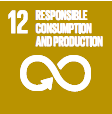 12 RESPONSIBLE
CONSUMPTION
AND PRODUCTION